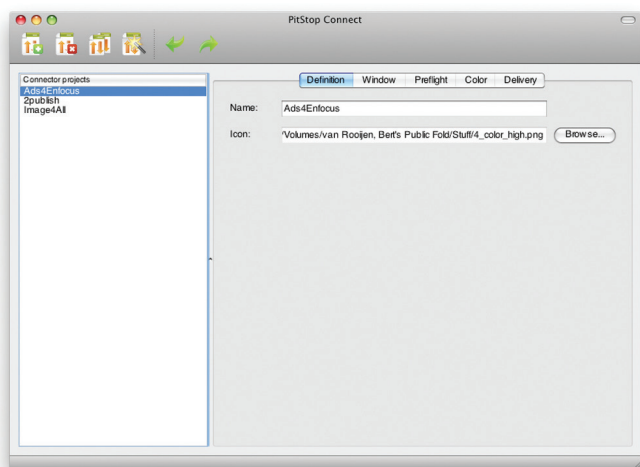 PitStop Connect
Connector projects
Ads4Enfocus
2publish
Image4All
Definition Window Preflight Color Delivery
Name: Ads4Enfocus
Icon: /Volumes/van Rooijen, Bert's Public Fold/Stuff/4_color_high.png Browse...